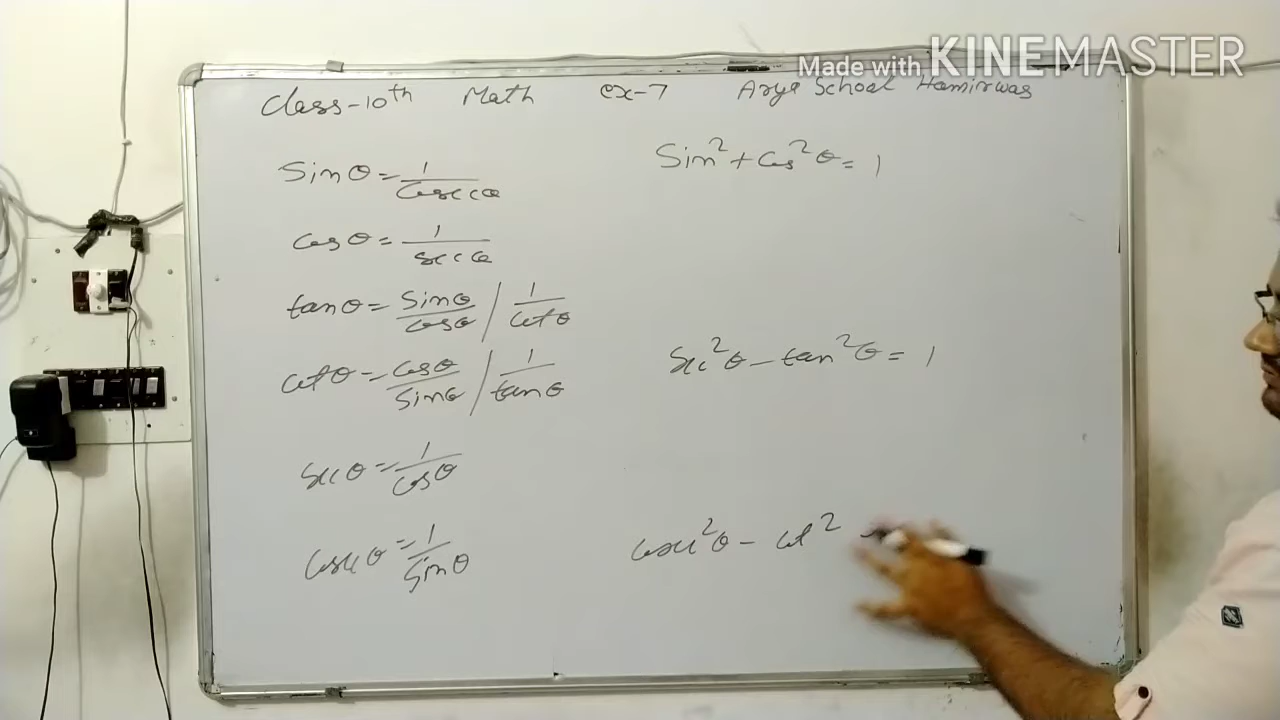 Made with KINEMASTER
Class-10th Math ex-7 Arya School Hamirwas
Sinθ = 1/Cosecθ
cosθ = 1/secθ
tanθ = Sinθ/cosθ / 1/cotθ
cotθ = cosθ/Sinθ / 1/tanθ
secθ = 1/cosθ
cosecθ = 1/Sinθ
Sin² + Cos²θ = 1
Sec²θ - tan²θ = 1
cosec²θ - cot²